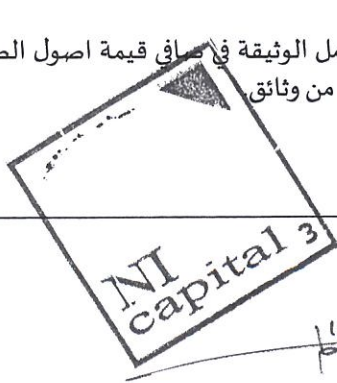 مل الوثيقة في صافي قيمة اصول الص
من وثائق.
NI
capital 3